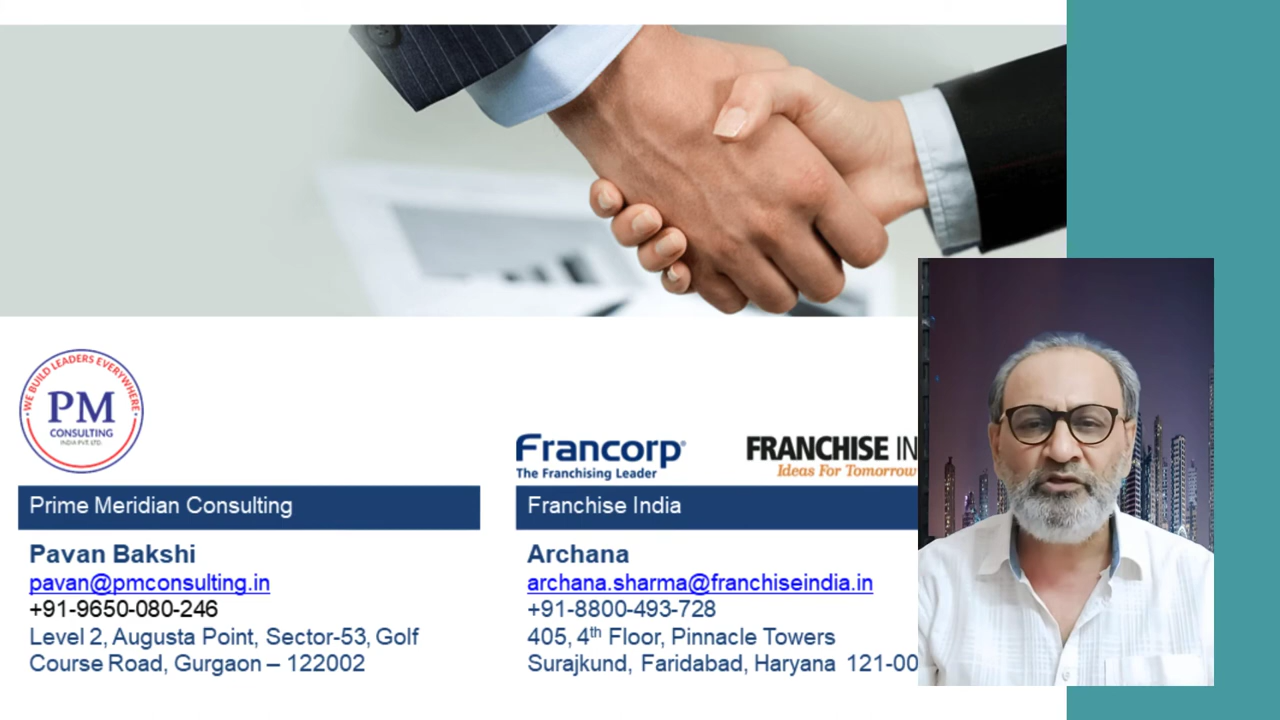 WE BUILD LEADERS EVERYWHERE
PM
CONSULTING
INDIA PVT. LTD.
Prime Meridian Consulting
Pavan Bakshi
pavan@pmconsulting.in
+91-9650-080-246
Level 2, Augusta Point, Sector-53, Golf
Course Road, Gurgaon – 122002
Francorp®
The Franchising Leader
FRANCHISE IN
Ideas For Tomorrow
Franchise India
Archana
archana.sharma@franchiseindia.in
+91-8800-493-728
405, 4th Floor, Pinnacle Towers
Surajkund, Faridabad, Haryana 121-00